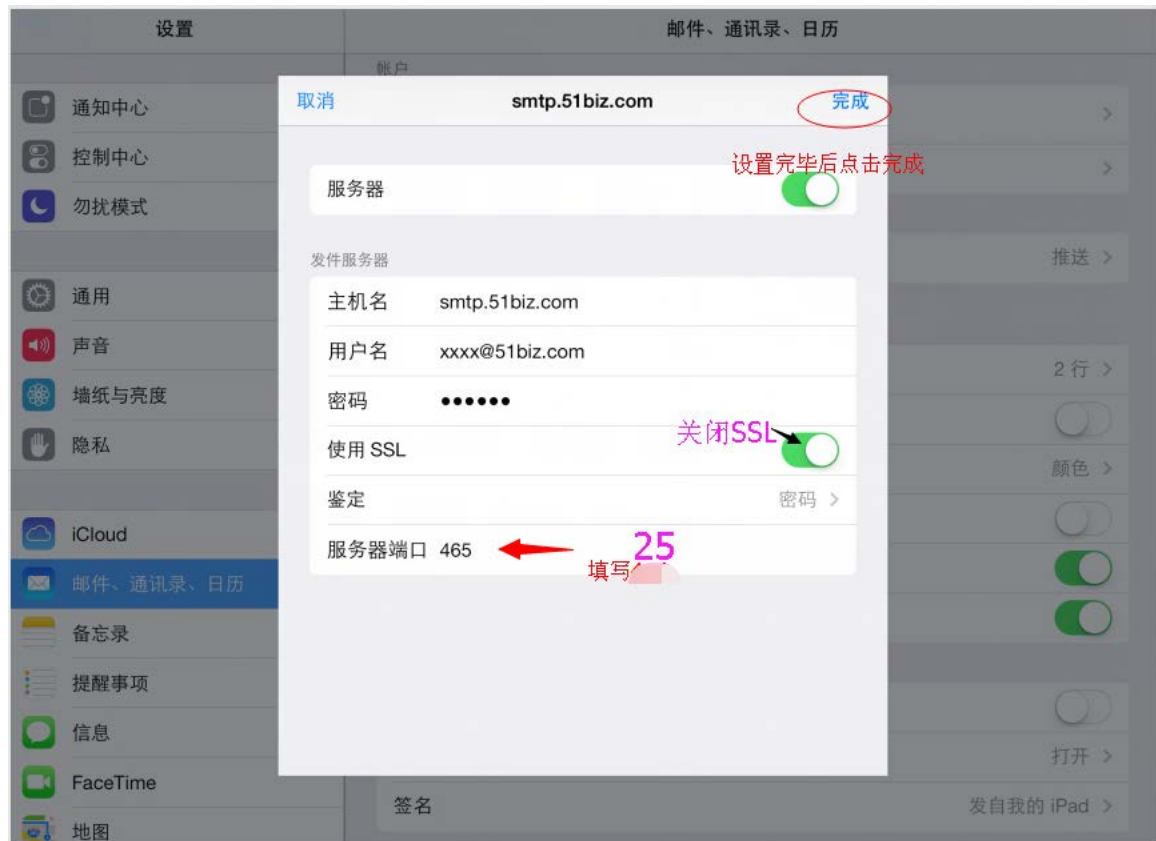 设置
邮件、通讯录、日历
帐户
通知中心
控制中心
勿扰模式
通用
声音
墙纸与亮度
隐私
iCloud
邮件、通讯录、日历
备忘录
提醒事项
信息
FaceTime
地图
取消
smtp.51biz.com
完成
设置完毕后点击完成
服务器
发件服务器
主机名 smtp.51biz.com
用户名 xxxx@51biz.com
密码 ●●●●●●
使用 SSL
关闭SSL
鉴定 密码
服务器端口 465
25
填写
推送
2 行
颜色
打开
签名 发自我的 iPad